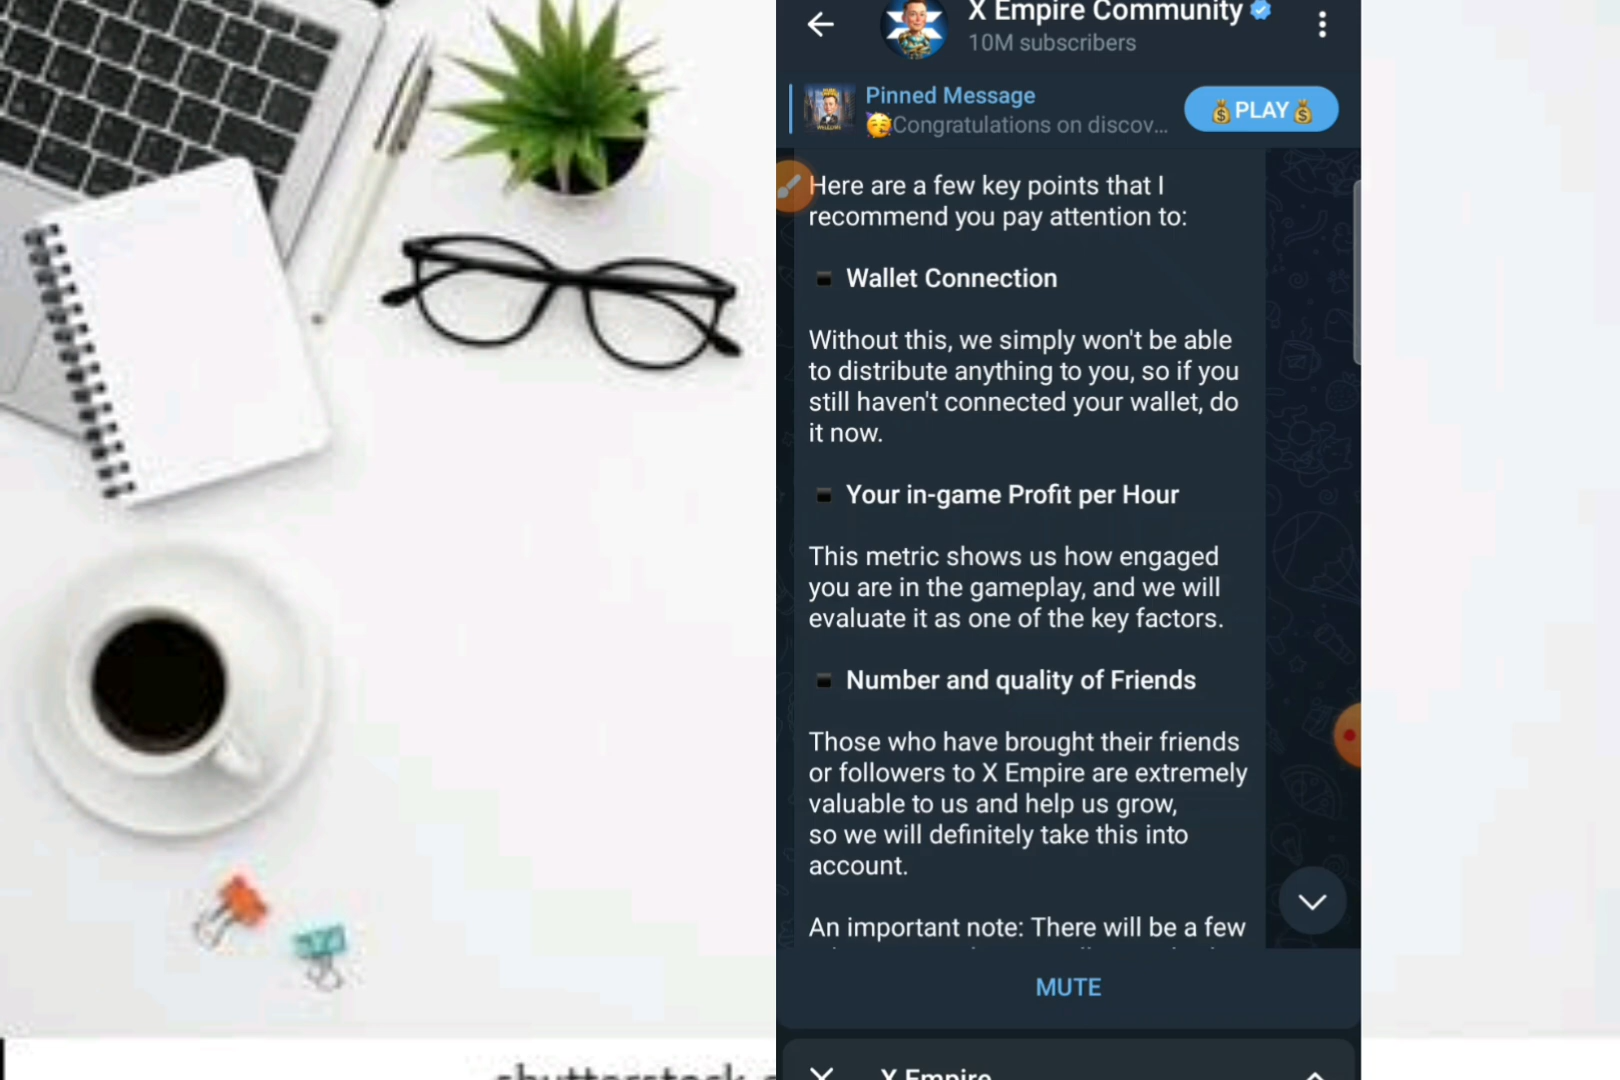 X Empire Community
10M subscribers
Pinned Message
🥳Congratulations on discov...
💰PLAY💰
Here are a few key points that I
recommend you pay attention to:
▪️ Wallet Connection
Without this, we simply won't be able
to distribute anything to you, so if you
still haven't connected your wallet, do
it now.
▪️ Your in-game Profit per Hour
This metric shows us how engaged
you are in the gameplay, and we will
evaluate it as one of the key factors.
▪️ Number and quality of Friends
Those who have brought their friends
or followers to X Empire are extremely
valuable to us and help us grow,
so we will definitely take this into
account.
An important note: There will be a few
MUTE
X Empire